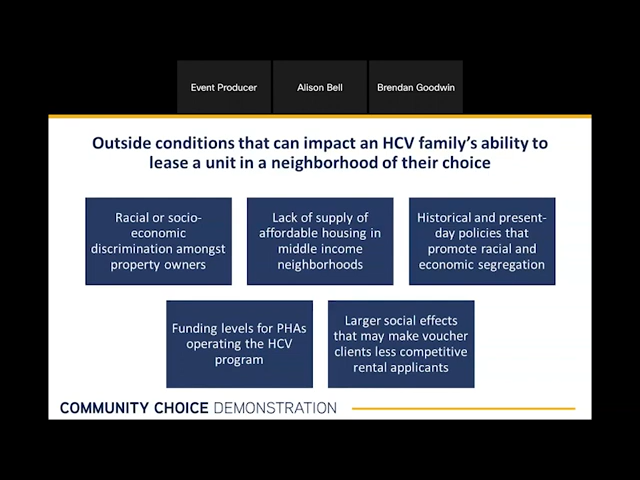 Event Producer
Alison Bell
Brendan Goodwin
Outside conditions that can impact an HCV family's ability to
lease a unit in a neighborhood of their choice
Racial or socio-
economic
discrimination amongst
property owners
Lack of supply of
affordable housing in
middle income
neighborhoods
Historical and present-
day policies that
promote racial and
economic segregation
Funding levels for PHAs
operating the HCV
program
Larger social effects
that may make voucher
clients less competitive
rental applicants
COMMUNITY CHOICE DEMONSTRATION